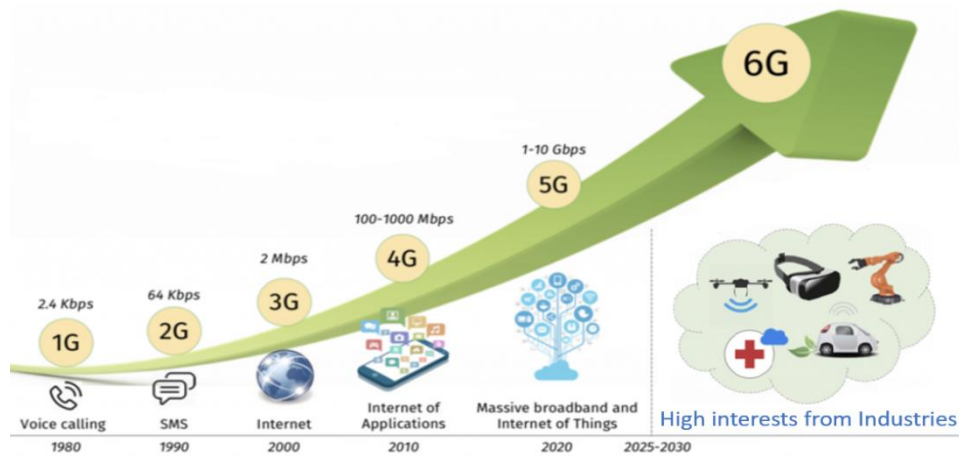 6G
1-10 Gbps
5G
100-1000 Mbps
4G
2 Mbps
3G
64 Kbps
2G
2.4 Kbps
1G
Voice calling
SMS
Internet
Internet of
Applications
Massive broadband and
Internet of Things
High interests from Industries
1980
1990
2000
2010
2020
2025-2030